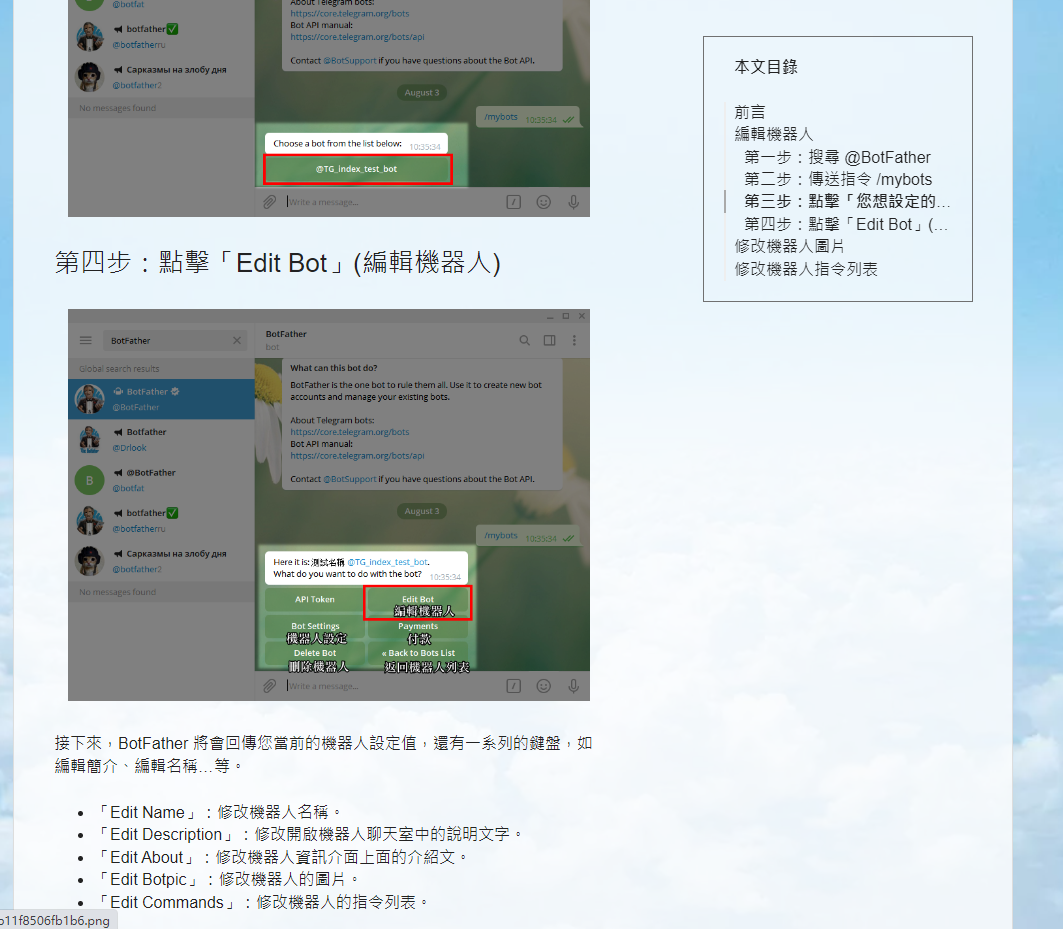 @botfat
botfather✅
@botfatherru
Сарказмы на злобу дня
@botfather2
No messages found
About Telegram bots:
https://core.telegram.org/bots
Bot API manual:
https://core.telegram.org/bots/api
Contact @BotSupport if you have questions about the Bot API.
August 3
/mybots 10:35:34
Choose a bot from the list below: 10:35:34
@TG_index_test_bot
Write a message...
本文目錄
前言
編輯機器人
第一步：搜尋 @BotFather
第二步：傳送指令 /mybots
第三步：點擊「您想設定的…
第四步：點擊「Edit Bot」(…
修改機器人圖片
修改機器人指令列表
第四步：點擊「Edit Bot」(編輯機器人)
BotFather
Global search results
BotFather
@BotFather
Botfather
@Drlook
B
@BotFather
@botfat
botfather✅
@botfatherru
Сарказмы на злобу дня
@botfather2
No messages found
BotFather
bot
What can this bot do?
BotFather is the one bot to rule them all. Use it to create new bot
accounts and manage your existing bots.
About Telegram bots:
https://core.telegram.org/bots
Bot API manual:
https://core.telegram.org/bots/api
Contact @BotSupport if you have questions about the Bot API.
August 3
/mybots 10:35:34
Here it is: 測試名稱 @TG_index_test_bot.
What do you want to do with the bot? 10:35:34
API Token
Edit Bot
編輯機器人
Bot Settings
機器人設定
Payments
付款
Delete Bot
刪除機器人
« Back to Bots List
返回機器人列表
Write a message...
接下來，BotFather 將會回傳您當前的機器人設定值，還有一系列的鍵盤，如
編輯簡介、編輯名稱…等。
「Edit Name」：修改機器人名稱。
「Edit Description」：修改開啟機器人聊天室中的說明文字。
「Edit About」：修改機器人資訊介面上面的介紹文。
「Edit Botpic」：修改機器人的圖片。
「Edit Commands」：修改機器人的指令列表。
b11f8506fb1b6.png